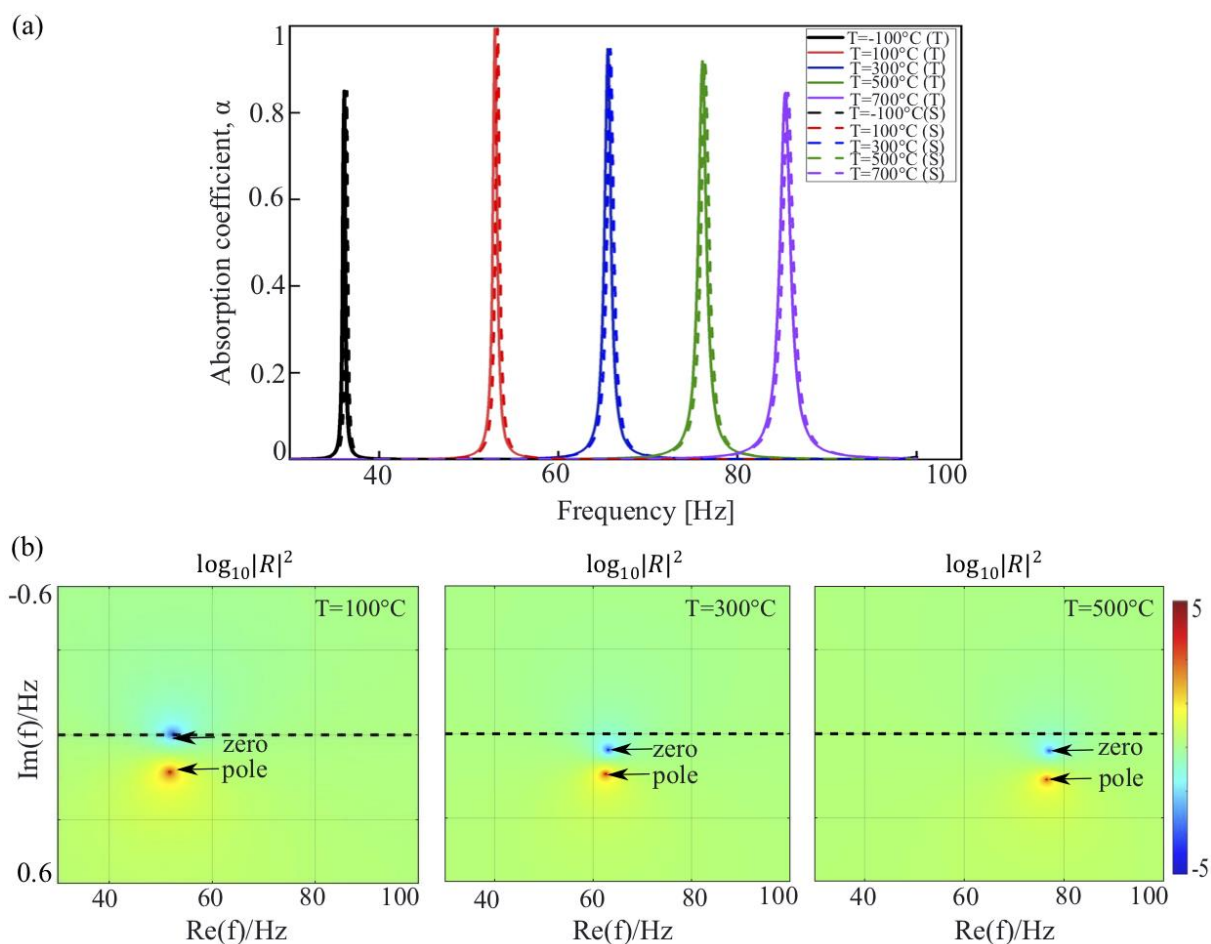 (a)
1
0.8
0.6
0.4
0.2
0
Absorption coefficient, α
T=-100°C (T)
T=100°C (T)
T=300°C (T)
T=500°C (T)
T=700°C (T)
T=-100°C(S)
T=100°C (S)
T=300°C (S)
T=500°C (S)
T=700°C (S)
40 60 80 100
Frequency [Hz]
(b)
log₁₀|R|² log₁₀|R|² log₁₀|R|²
-0.6 T=100°C T=300°C T=500°C 5
Im(f)/Hz
zero zero zero
pole pole pole
0.6 -5
40 60 80 100 40 60 80 100 40 60 80 100
Re(f)/Hz Re(f)/Hz Re(f)/Hz